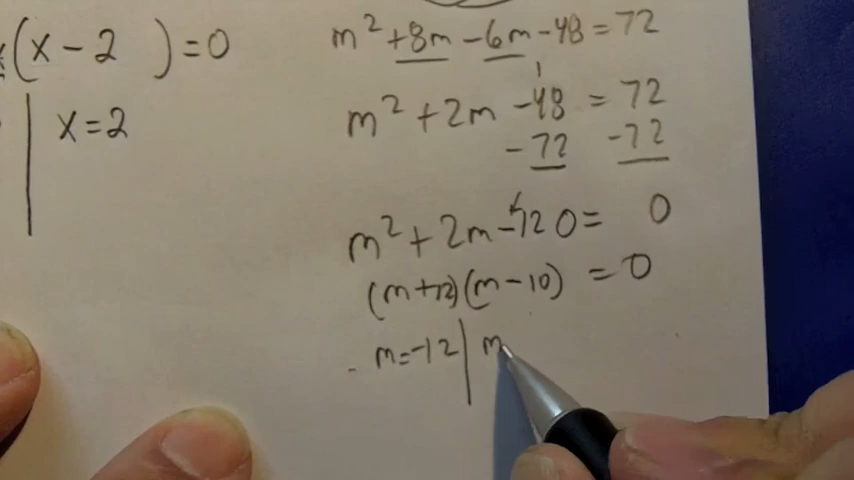 x(x-2 )=0
x=2
m²+8m-6m-48=72
m²+2m-48=72
-72 -72
m²+2m-120=0
(m+12)(m-10)=0
m=-12 | m